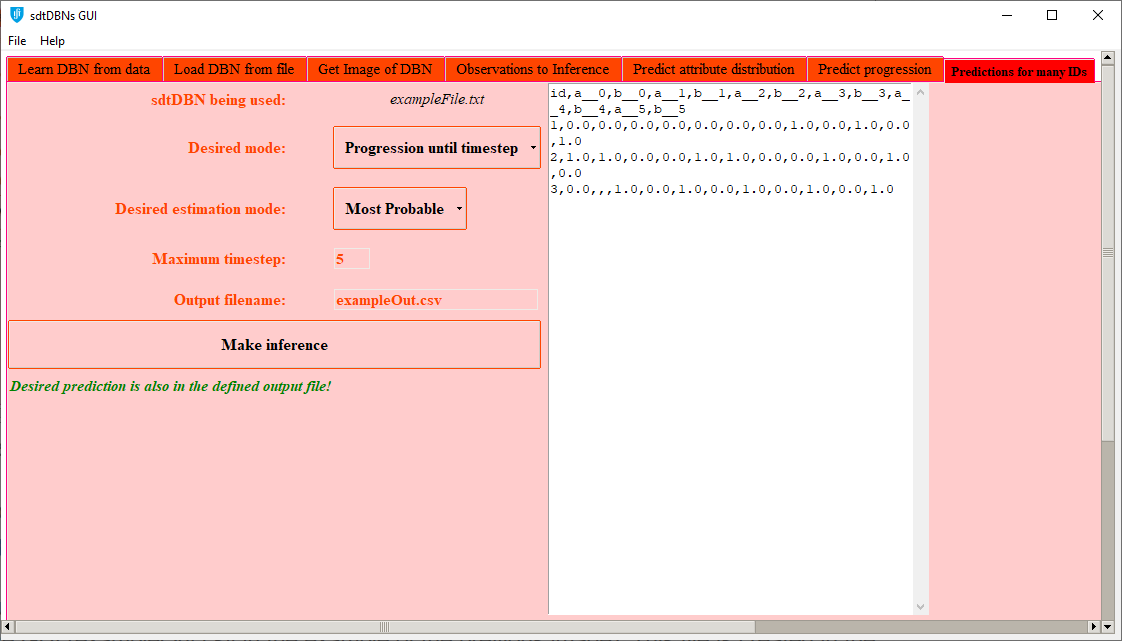 sdtDBNs GUI
File Help
Learn DBN from data Load DBN from file Get Image of DBN Observations to Inference Predict attribute distribution Predict progression Predictions for many IDs
sdtDBN being used: exampleFile.txt
Desired mode: Progression until timestep
Desired estimation mode: Most Probable
Maximum timestep: 5
Output filename: exampleOut.csv
Make inference
Desired prediction is also in the defined output file!
id,a__0,b__0,a__1,b__1,a__2,b__2,a__3,b__3,a_
_4,b__4,a__5,b__5
1,0.0,0.0,0.0,0.0,0.0,0.0,0.0,1.0,0.0,1.0,0.0
,1.0
2,1.0,1.0,0.0,0.0,1.0,1.0,0.0,0.0,1.0,0.0,1.0
,0.0
3,0.0,,,1.0,0.0,1.0,0.0,1.0,0.0,1.0,0.0,1.0